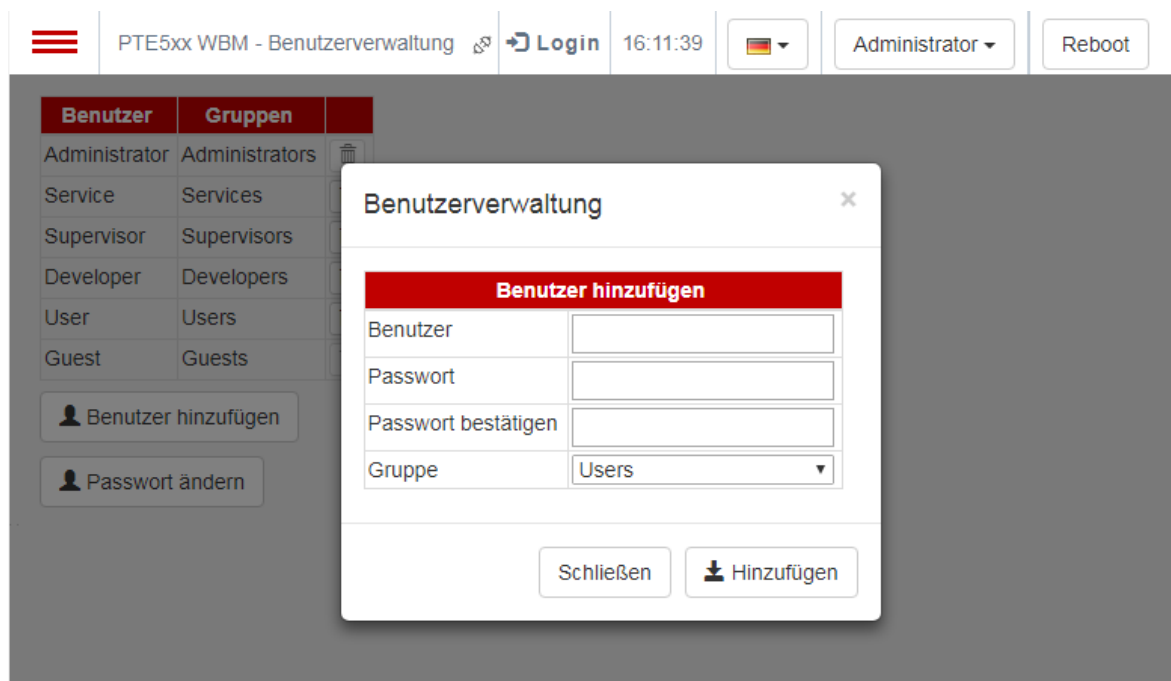 PTE5xx WBM - Benutzerverwaltung Login 16:11:39 Administrator Reboot
Benutzer Gruppen
Administrator Administrators
Service Services
Supervisor Supervisors
Developer Developers
User Users
Guest Guests
Benutzer hinzufügen
Passwort ändern
Benutzerverwaltung ×
Benutzer hinzufügen
Benutzer
Passwort
Passwort bestätigen
Gruppe Users
Schließen Hinzufügen